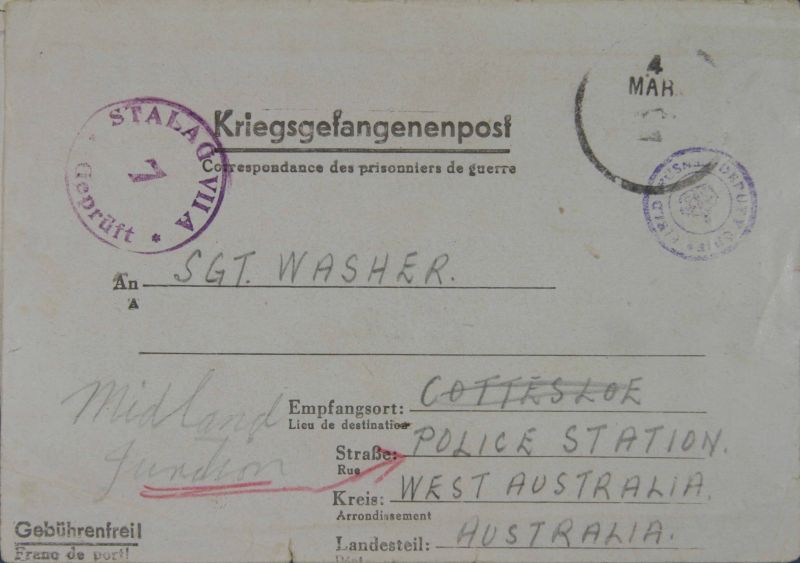 4
MAR
STALAG VII A
7
Geprüft
Kriegsgefangenenpost
Correspondance des prisonniers de guerre
DEPUTY
An SGT. WASHER.
A
Midland
Junction
Empfangsort: COTTESLOE
Lieu de destination
Straße: POLICE STATION.
Rue
Kreis: WEST AUSTRALIA.
Arrondissement
Gebührenfrei!
Franc de port!
Landesteil: AUSTRALIA.